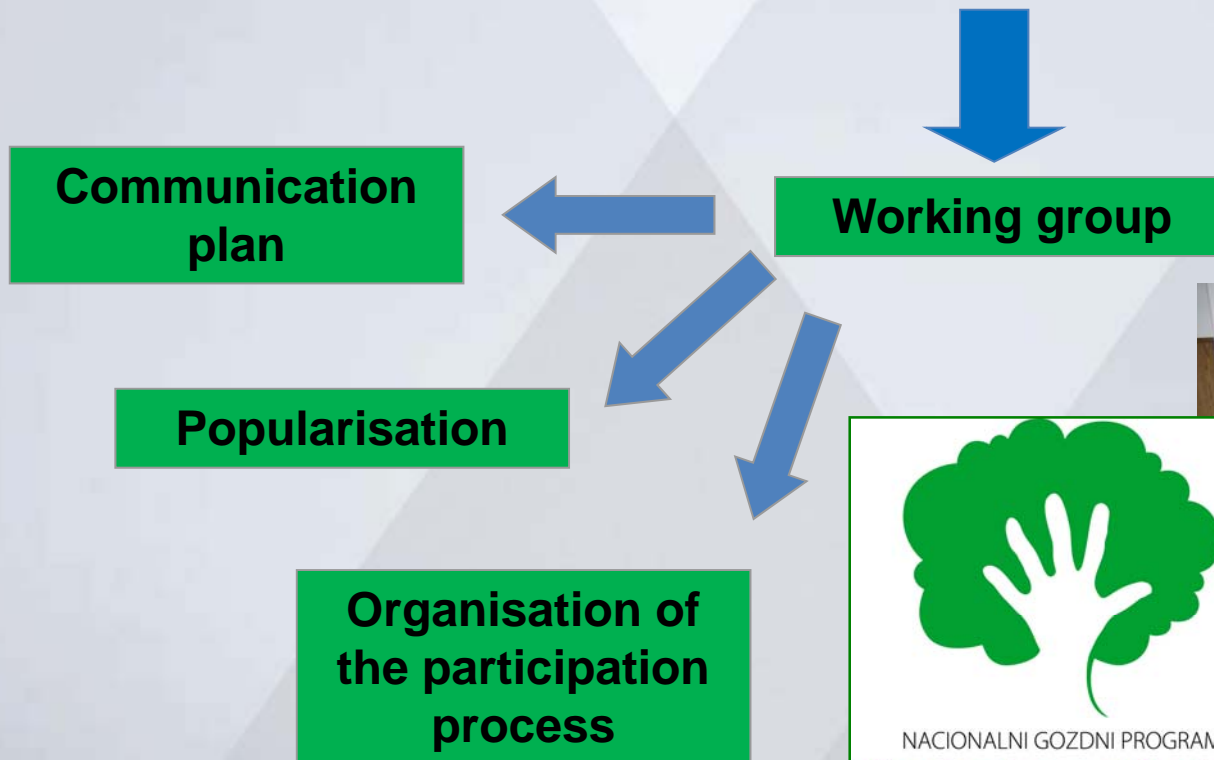 Communication
plan
Working group
Popularisation
Organisation of
the participation
process
NACIONALNI GOZDNI PROGRAM